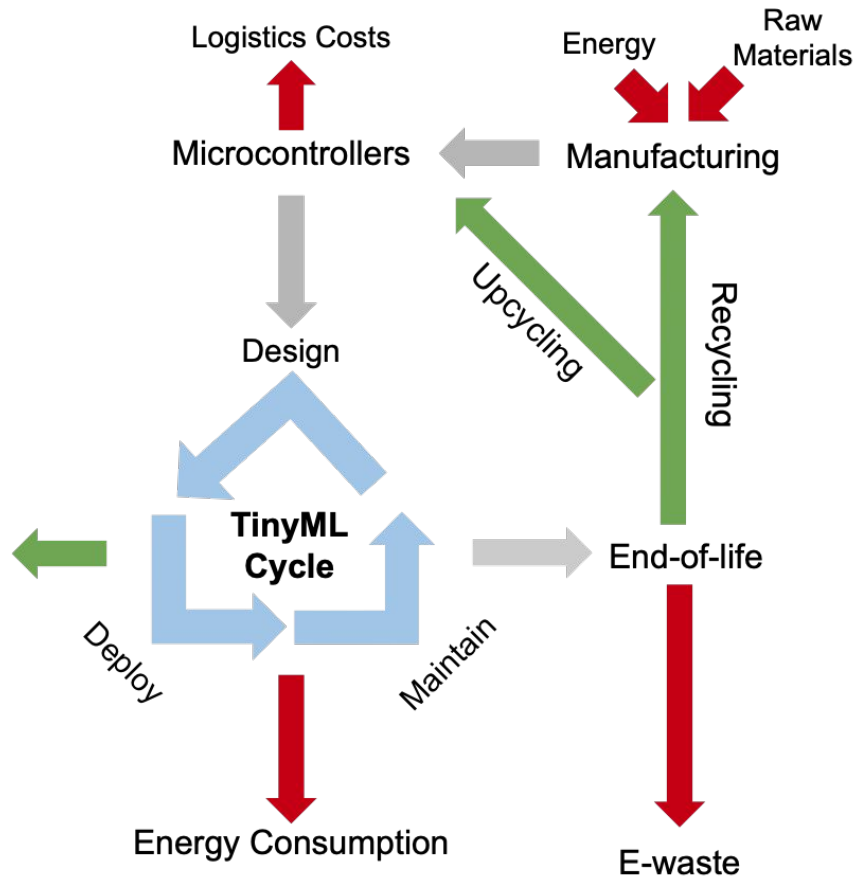 Logistics Costs
Energy
Raw
Materials
Microcontrollers
Manufacturing
Upcycling
Recycling
Design
TinyML
Cycle
End-of-life
Deploy
Maintain
Energy Consumption
E-waste